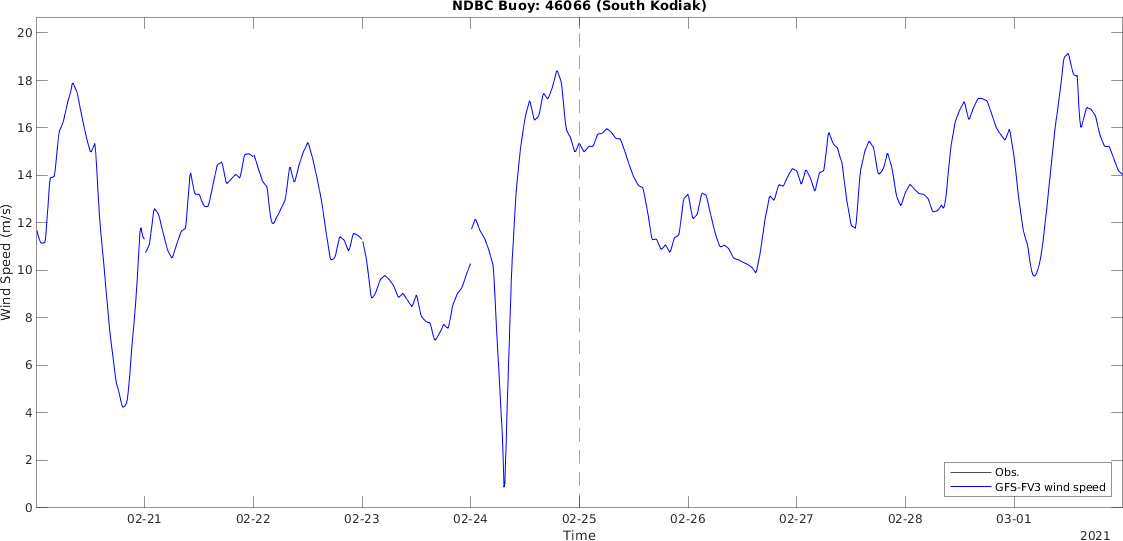 NDBC Buoy: 46066 (South Kodiak)
20
18
16
14
12
10
8
6
4
2
0
Wind Speed (m/s)
Obs.
GFS-FV3 wind speed
02-21 02-22 02-23 02-24 02-25 02-26 02-27 02-28 03-01
Time
2021